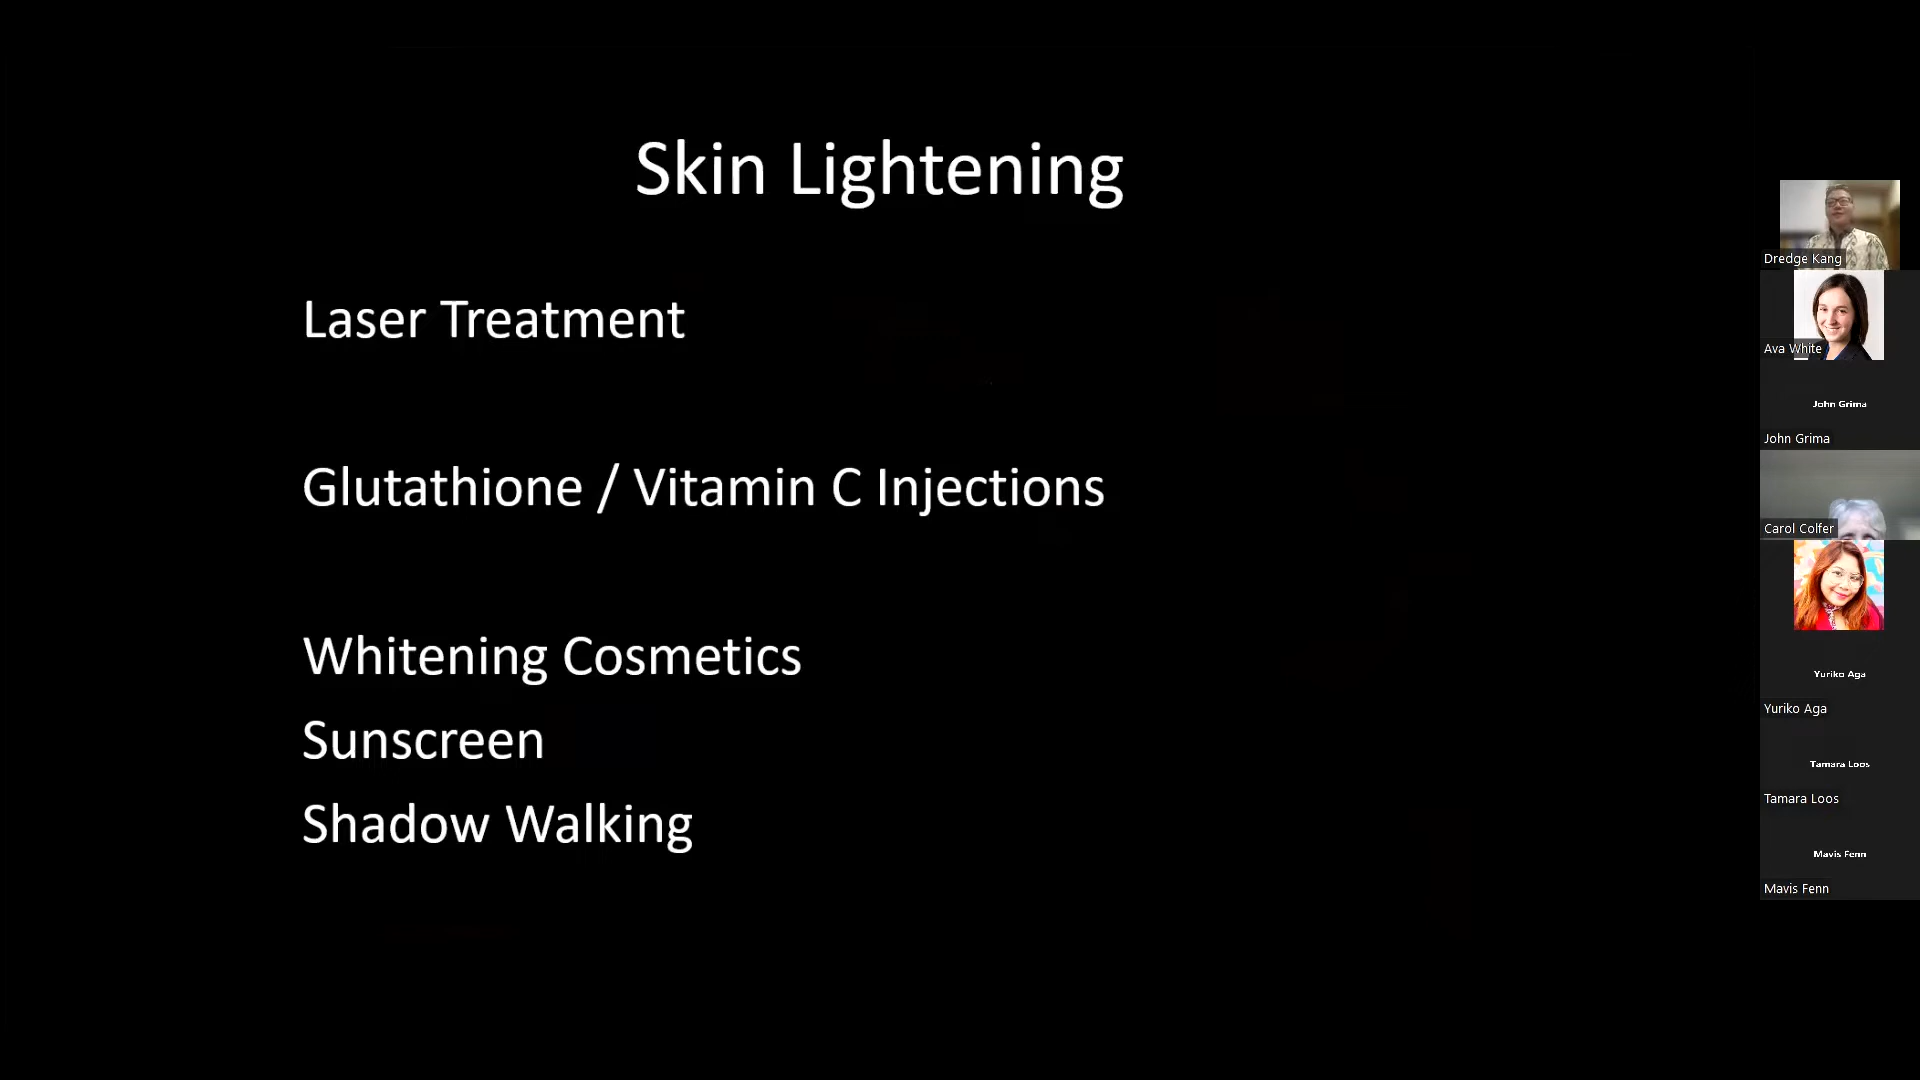 Skin Lightening
Laser Treatment
Glutathione / Vitamin C Injections
Whitening Cosmetics
Sunscreen
Shadow Walking
Dredge Kang
Ava White
John Grima
John Grima
Carol Colfer
Yuriko Aga
Yuriko Aga
Tamara Loos
Tamara Loos
Mavis Fenn
Mavis Fenn